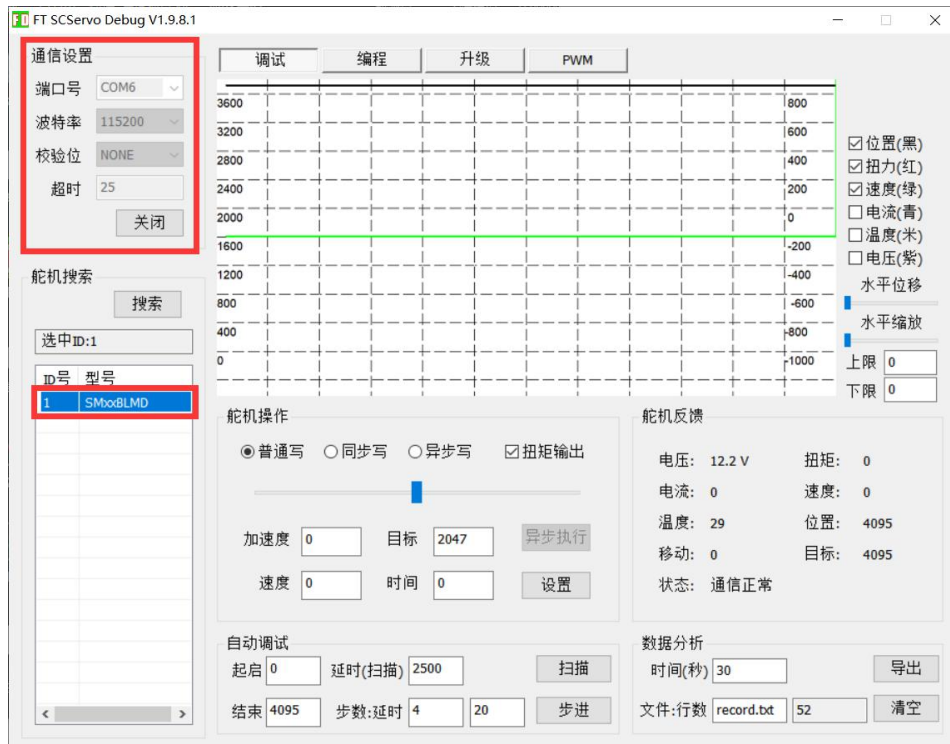 FT SCServo Debug V1.9.8.1
通信设置
端口号 COM6
波特率 115200
校验位 NONE
超时 25
关闭
舵机搜索
搜索
选中ID:1
ID号 型号
1 SMxxBLMD
调试 编程 升级 PWM
3600 800
3200 600
2800 400
2400 200
2000 0
1600 -200
1200 -400
800 -600
400 -800
0 -1000
位置(黑)
扭力(红)
速度(绿)
电流(青)
温度(米)
电压(紫)
水平位移
水平缩放
上限 0
下限 0
舵机操作
普通写 同步写 异步写 扭矩输出
加速度 0 目标 2047 异步执行
速度 0 时间 0 设置
舵机反馈
电压: 12.2 V 扭矩: 0
电流: 0 速度: 0
温度: 29 位置: 4095
移动: 0 目标: 4095
状态: 通信正常
自动调试
起启 0 延时(扫描) 2500 扫描
结束 4095 步数:延时 4 20 步进
数据分析
时间(秒) 30 导出
文件:行数 record.txt 52 清空